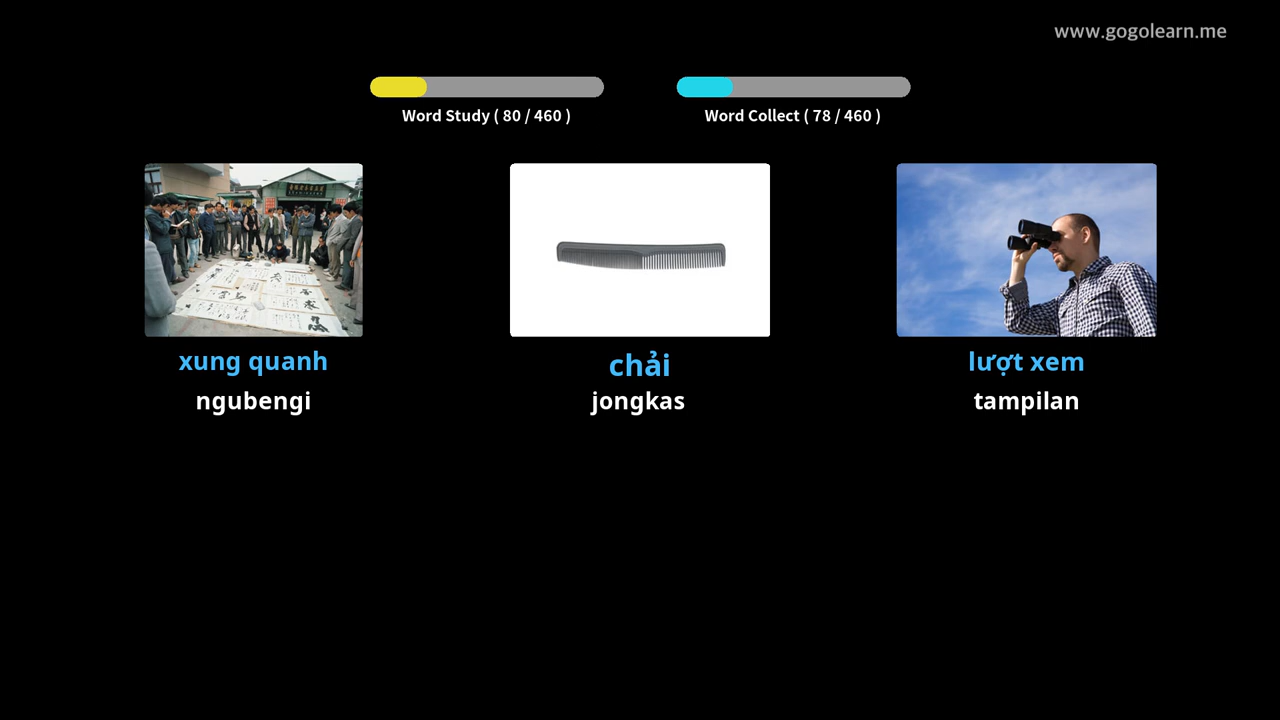 www.gogolearn.me
Word Study ( 80 / 460 )
Word Collect ( 78 / 460 )
xung quanh
chải
lượt xem
ngubengi
jongkas
tampilan